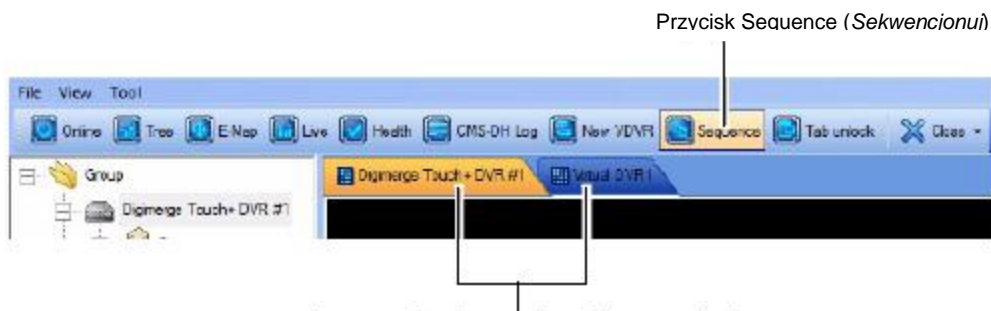 Przycisk Sequence (Sekwencjonuj)
File View Tool
Online Tree E-Map Live Health CMS-DH Log New VDVR Sequence Tab unlock Close
Group Digimerge Touch+ DVR #1 Virtual DVR 1
Digimerge Touch+ DVR #1